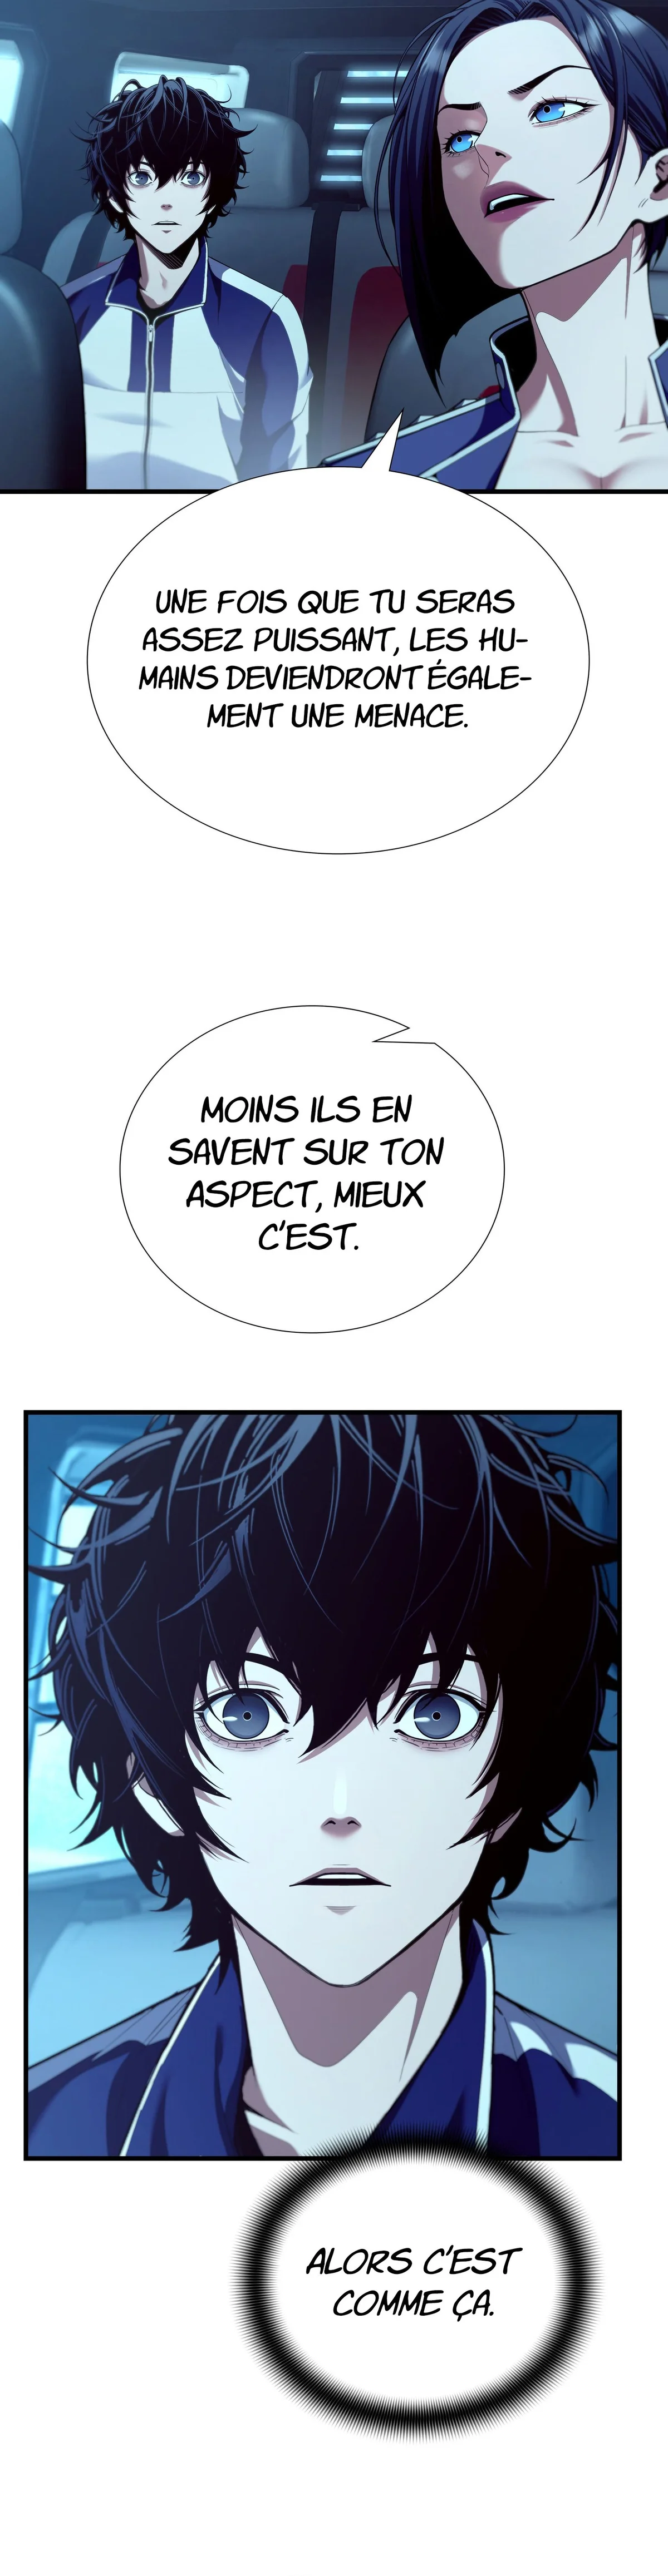 UNE FOIS QUE TU SERAS
ASSEZ PUISSANT, LES HU-
MAINS DEVIENDRONT ÉGALE-
MENT UNE MENACE.
MOINS ILS EN
SAVENT SUR TON
ASPECT, MIEUX
C'EST.
ALORS C'EST
COMME ÇA.